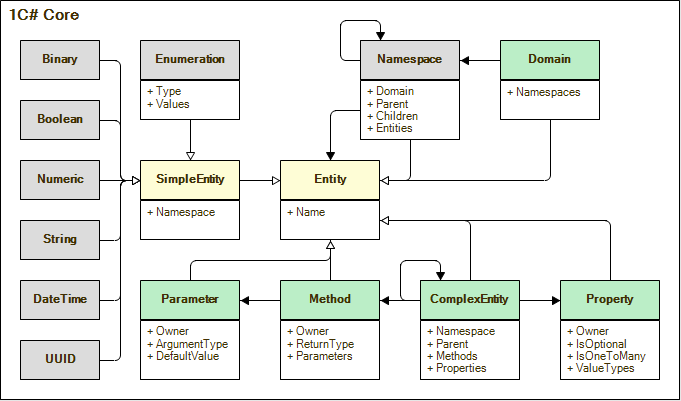 1C# Core
Binary
Boolean
Numeric
String
DateTime
UUID
Enumeration
+ Type
+ Values
SimpleEntity
+ Namespace
Entity
+ Name
Namespace
+ Domain
+ Parent
+ Children
+ Entities
Domain
+ Namespaces
Parameter
+ Owner
+ ArgumentType
+ DefaultValue
Method
+ Owner
+ ReturnType
+ Parameters
ComplexEntity
+ Namespace
+ Parent
+ Methods
+ Properties
Property
+ Owner
+ IsOptional
+ IsOneToMany
+ ValueTypes